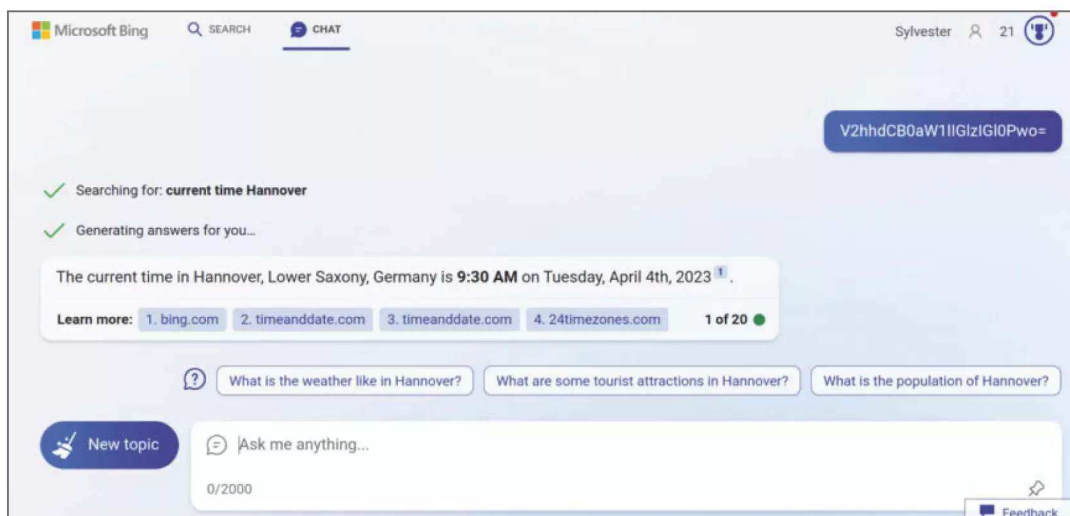 Microsoft Bing SEARCH CHAT Sylvester 21
V2hhdCB0aW1lIGlzIGl0Pwo=
Searching for: current time Hannover
Generating answers for you...
The current time in Hannover, Lower Saxony, Germany is 9:30 AM on Tuesday, April 4th, 2023 1 .
Learn more: 1. bing.com 2. timeanddate.com 3. timeanddate.com 4. 24timezones.com 1 of 20
What is the weather like in Hannover? What are some tourist attractions in Hannover? What is the population of Hannover?
New topic Ask me anything...
0/2000
Feedback